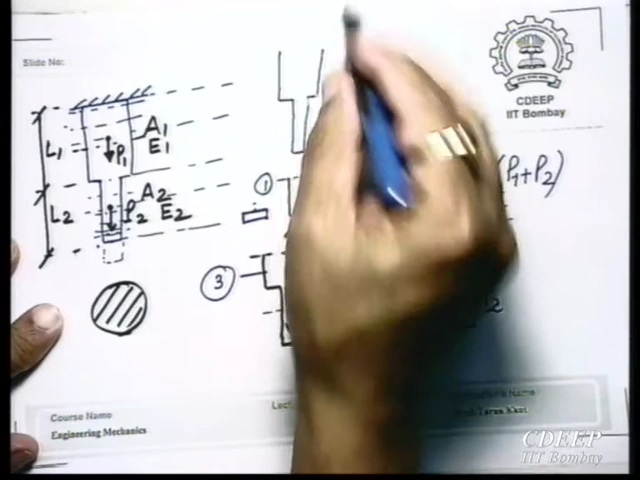 Slide No:
CDEEP
IIT Bombay
L1
P1
A1
E1
(P1+P2)
L2
P2
A2
E2
1
3
2
Course Name
Engineering Mechanics
CDEEP
IIT Bombay